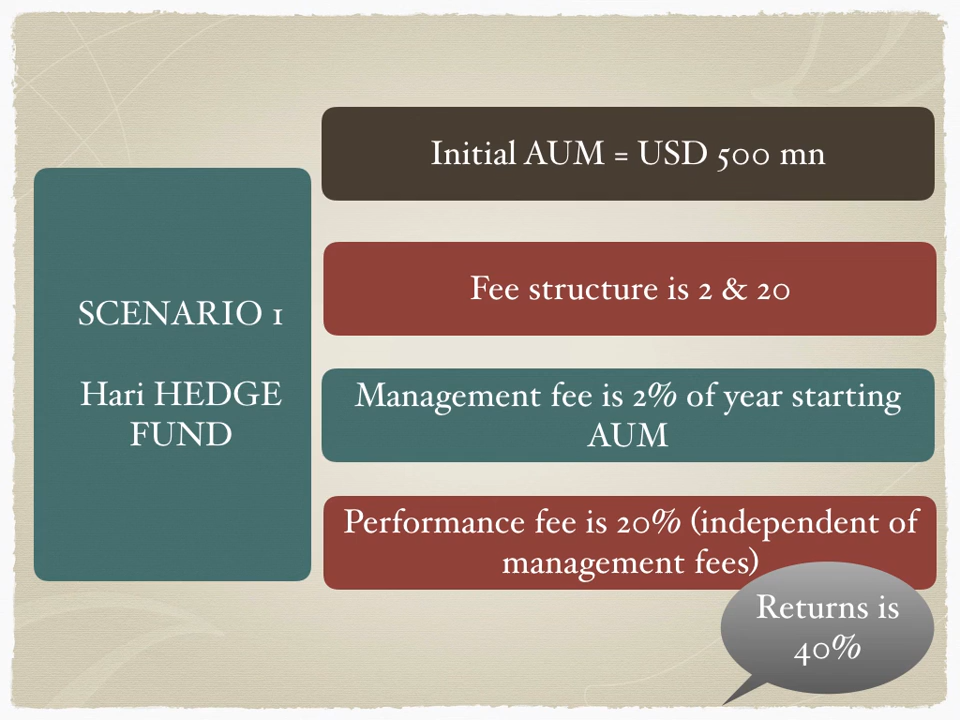 SCENARIO 1
Hari HEDGE
FUND
Initial AUM = USD 500 mn
Fee structure is 2 & 20
Management fee is 2% of year starting
AUM
Performance fee is 20% (independent of
management fees)
Returns is
40%